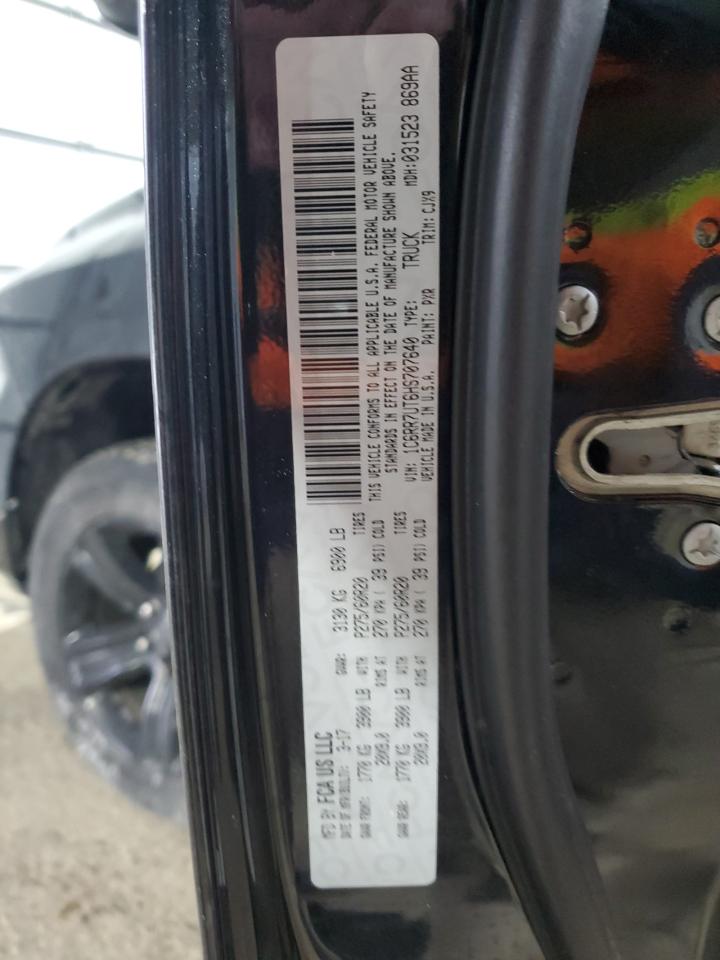 MFD BY FCA US LLC
DATE OF MFR/BUILT: 3-17 GVWR: 3130 KG 6900 LB
GAWR FRONT: 1770 KG 3900 LB WITH P275/60R20 TIRES
20X9.0 RIMS AT 270 KPA ( 39 PSI) COLD
GAWR REAR: 1770 KG 3900 LB WITH P275/60R20
20X9.0 RIMS AT 270 KPA ( 39 PSI) COLD
THIS VEHICLE CONFORMS TO ALL APPLICABLE U.S.A. FEDERAL MOTOR VEHICLE SAFETY
STANDARDS IN EFFECT ON THE DATE OF MANUFACTURE SHOWN ABOVE.
VIN: 1C6RR7UT6HS707640 TYPE: TRUCK MDH:031523 869AA
VEHICLE MADE IN U.S.A. PAINT: PXR TRIM: CJX9